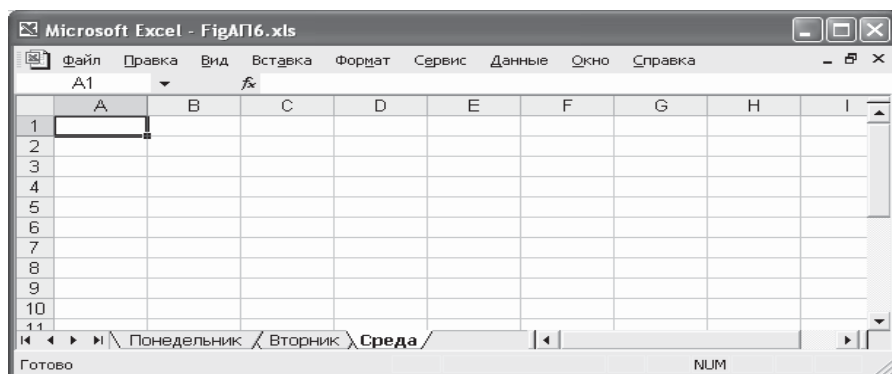 Microsoft Excel - FigАП6.xls
Файл Правка Вид Вставка Формат Сервис Данные Окно Справка
A1 fx
A B C D E F G H I
1
2
3
4
5
6
7
8
9
10
11
Понедельник Вторник Среда
Готово NUM